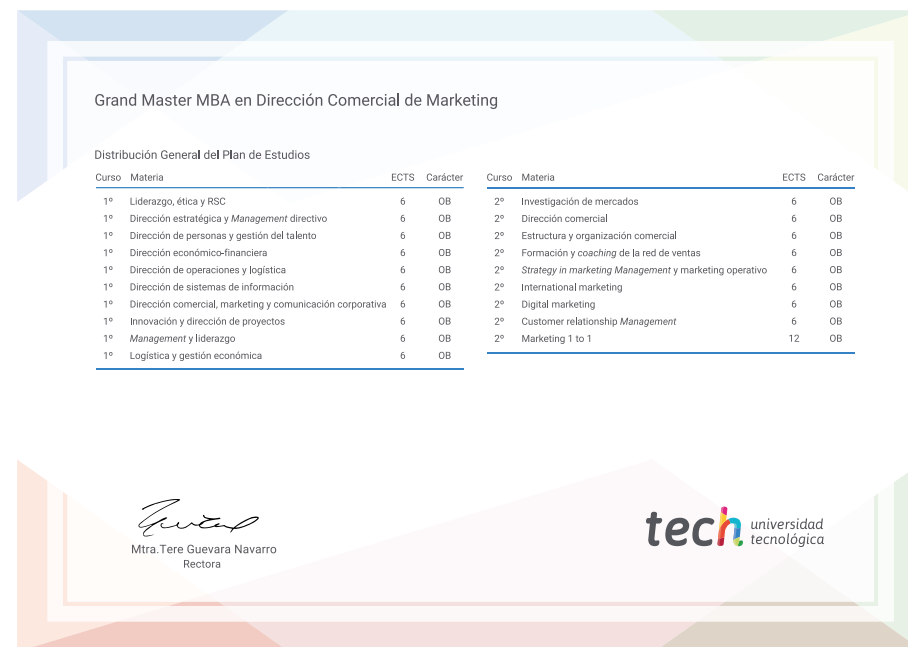 Grand Master MBA en Dirección Comercial de Marketing
Distribución General del Plan de Estudios
Curso Materia ECTS Carácter
1º Liderazgo, ética y RSC 6 OB
1º Dirección estratégica y Management directivo 6 OB
1º Dirección de personas y gestión del talento 6 OB
1º Dirección económico-financiera 6 OB
1º Dirección de operaciones y logística 6 OB
1º Dirección de sistemas de información 6 OB
1º Dirección comercial, marketing y comunicación corporativa 6 OB
1º Innovación y dirección de proyectos 6 OB
1º Management y liderazgo 6 OB
1º Logística y gestión económica 6 OB
Curso Materia ECTS Carácter
2º Investigación de mercados 6 OB
2º Dirección comercial 6 OB
2º Estructura y organización comercial 6 OB
2º Formación y coaching de la red de ventas 6 OB
2º Strategy in marketing Management y marketing operativo 6 OB
2º International marketing 6 OB
2º Digital marketing 6 OB
2º Customer relationship Management 6 OB
2º Marketing 1 to 1 12 OB
Mtra.Tere Guevara Navarro
Rectora
tech universidad
tecnológica